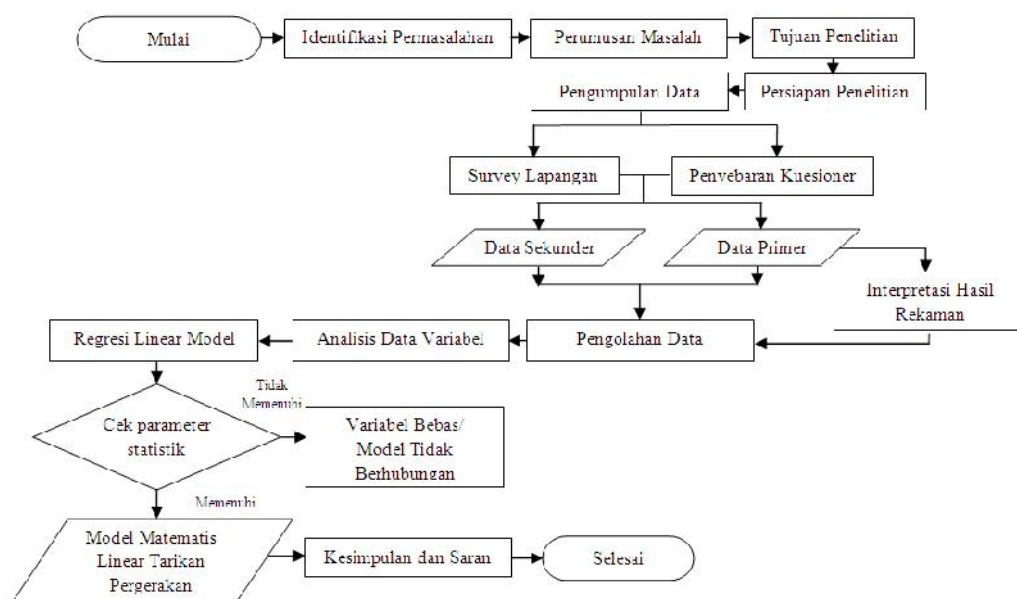 Mulai
Identifikasi Permasalahan
Perumusan Masalah
Tujuan Penelitian
Persiapan Penelitian
Pengumpulan Data
Survey Lapangan
Penyebaran Kuesioner
Data Sekunder
Data Primer
Interpretasi Hasil
Rekaman
Pengolahan Data
Analisis Data Variabel
Regresi Linear Model
Cek parameter
statistik
Tidak
Memenuhi
Variabel Bebas/
Model Tidak
Berhubungan
Memenuhi
Model Matematis
Linear Tarikan
Pergerakan
Kesimpulan dan Saran
Selesai